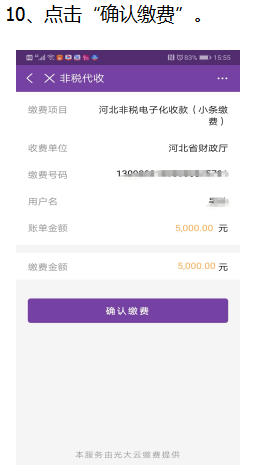 10、点击“确认缴费”。
83% 15:55
非税代收
缴费项目 河北非税电子化收款（小条缴
费）
收费单位 河北省财政厅
缴费号码
用户名
账单金额 5,000.00 元
缴费金额 5,000.00 元
确认缴费
本服务由光大云缴费提供